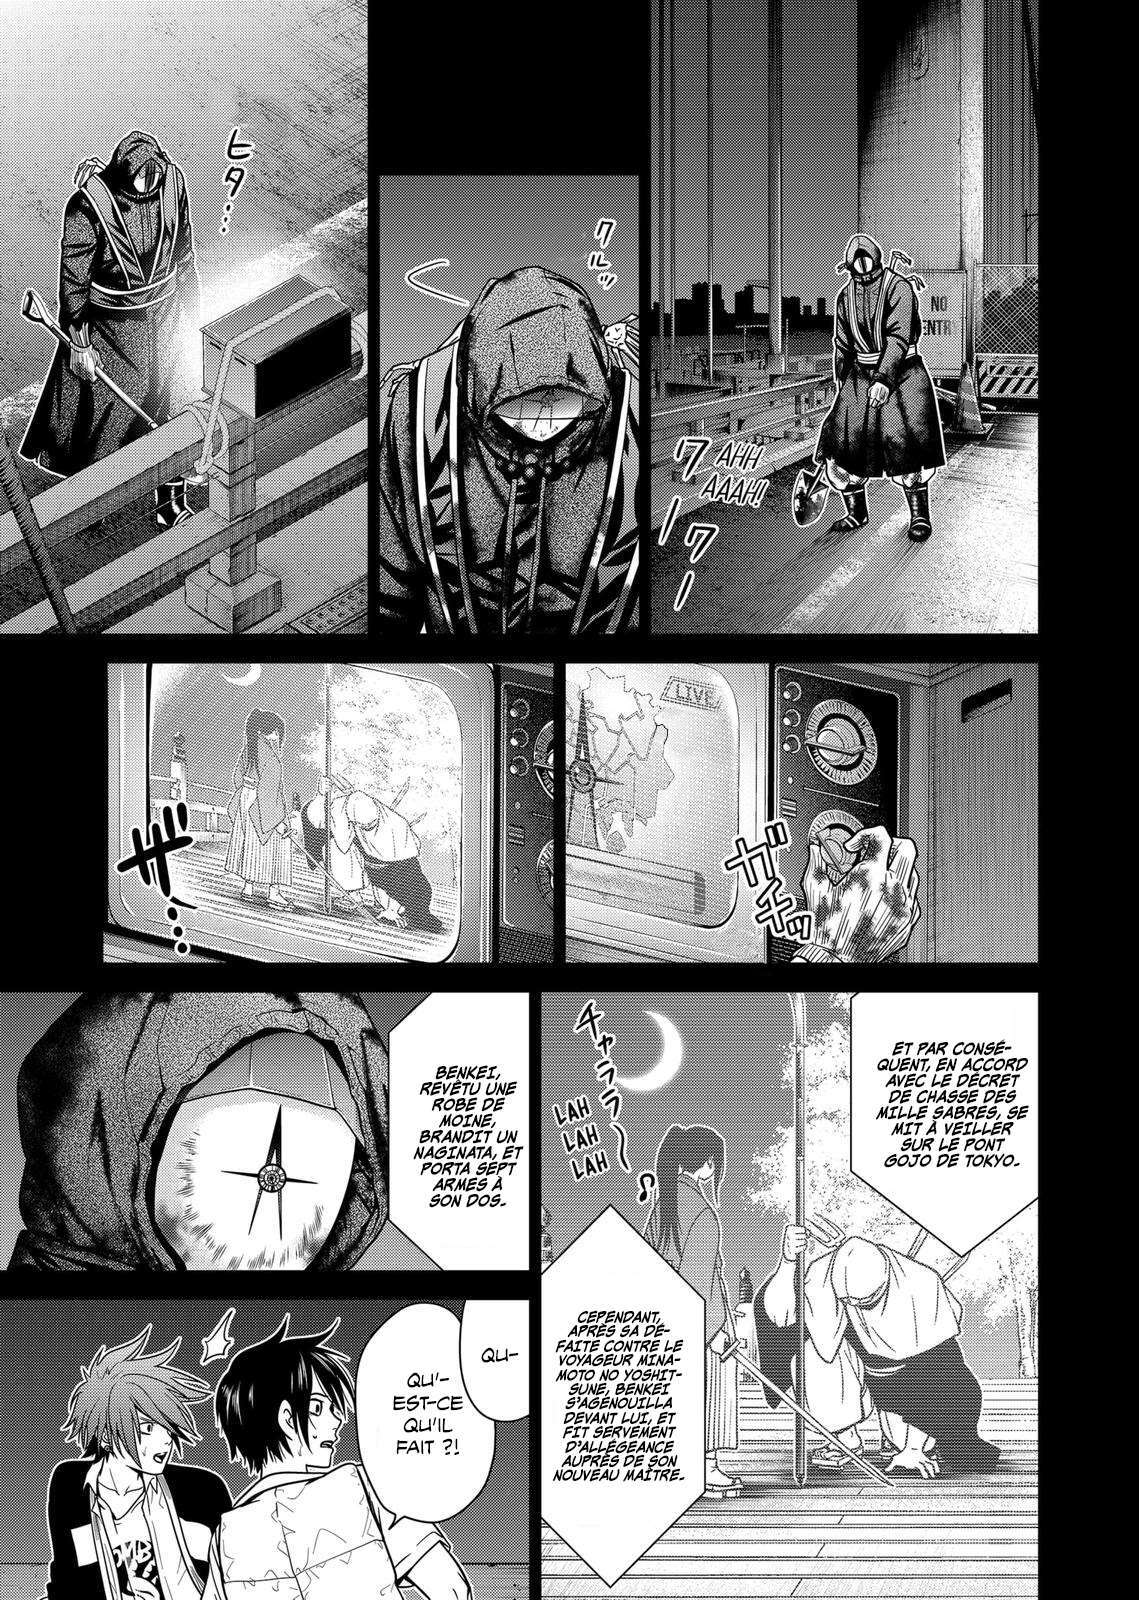 NO
ENTR
AHH
AAAH!
ワーワー
クルッ
ヒタ…
LIVE
ガチッ
ザ…
ET PAR CONSÉ-
QUENT, EN ACCORD
AVEC LE DÉCRET
DE CHASSE DES
MILLE SABRES, SE
MIT À VEILLER
SUR LE PONT
GOJO DE TOKYO.
チャラララ〜♪
LAH
LAH
LAH
CEPENDANT,
APRÈS SA DÉ-
FAITE CONTRE LE
VOYAGEUR MINA-
MOTO NO YOSHIT-
SUNE, BENKEI
S'AGENOUILLA
DEVANT LUI, ET
FIT SERVEMENT
D'ALLÉGEANCE
AUPRÈS DE SON
NOUVEAU MAÎTRE.
BENKEI,
REVÊTU UNE
ROBE DE
MOINE,
BRANDIT UN
NAGINATA, ET
PORTA SEPT
ARMES À
SON DOS.
QU-
QU'-
EST-CE
QU'IL
FAIT ?!